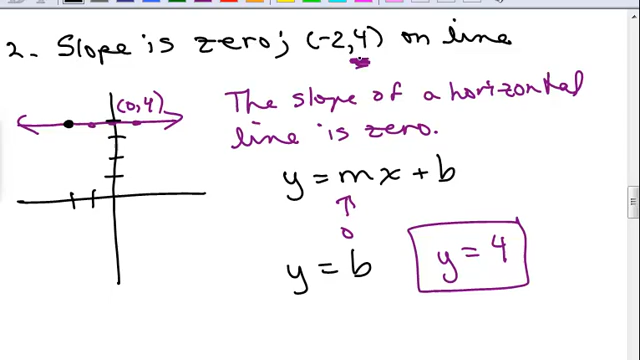 2. Slope is zero; (-2,4) on line
(0,4)
The slope of a horizontal
line is zero.
y = mx + b
0
y = b
y = 4